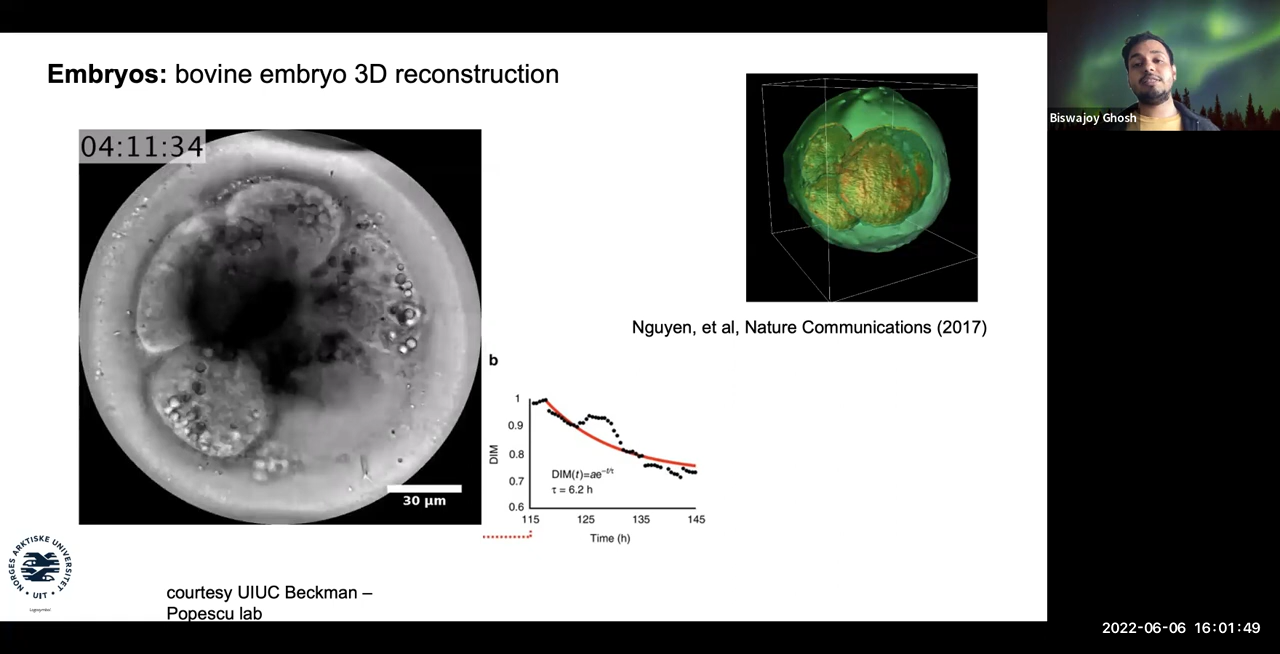 Embryos: bovine embryo 3D reconstruction
Biswajoy Ghosh
04:11:34
Nguyen, et al, Nature Communications (2017)
b
1
0.9
0.8
0.7
0.6
DIM
DIM(t)=ae^-t/τ
τ = 6.2 h
115
125
135
145
Time (h)
30 µm
NORGES ARKTISKE UNIVERSITET
• UIT •
courtesy UIUC Beckman –
Popescu lab
2022-06-06 16:01:49